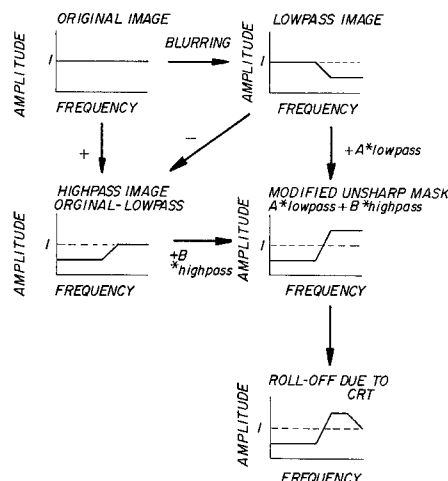 ORIGINAL IMAGE
AMPLITUDE
I
FREQUENCY
BLURRING
LOWPASS IMAGE
AMPLITUDE
I
FREQUENCY
+
−
+A*lowpass
HIGHPASS IMAGE
ORGINAL-LOWPASS
AMPLITUDE
I
FREQUENCY
+B
*highpass
MODIFIED UNSHARP MASK
A*lowpass+B*highpass
AMPLITUDE
I
FREQUENCY
ROLL-OFF DUE TO
CRT
AMPLITUDE
I
FREQUENCY